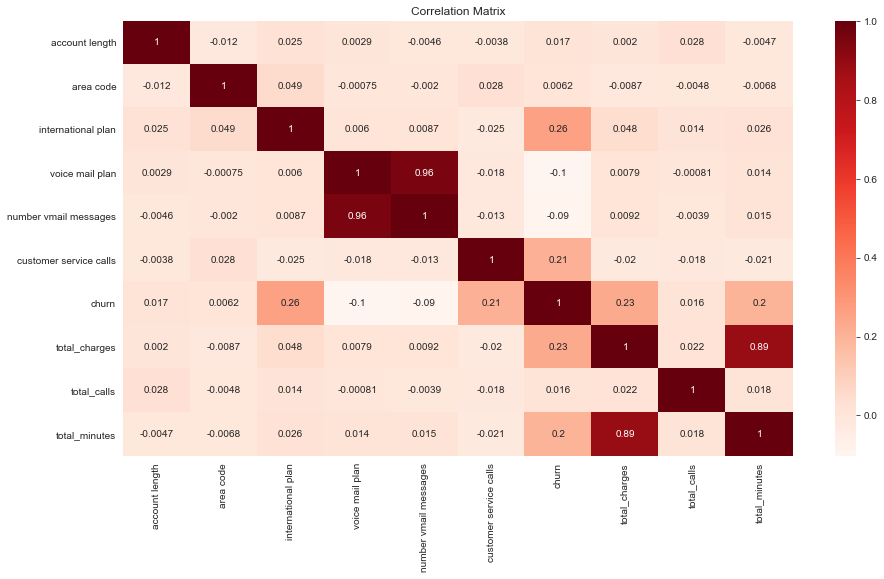 Correlation Matrix
account length 1 -0.012 0.025 0.0029 -0.0046 -0.0038 0.017 0.002 0.028 -0.0047
area code -0.012 1 0.049 -0.00075 -0.002 0.028 0.0062 -0.0087 -0.0048 -0.0068
international plan 0.025 0.049 1 0.006 0.0087 -0.025 0.26 0.048 0.014 0.026
voice mail plan 0.0029 -0.00075 0.006 1 0.96 -0.018 -0.1 0.0079 -0.00081 0.014
number vmail messages -0.0046 -0.002 0.0087 0.96 1 -0.013 -0.09 0.0092 -0.0039 0.015
customer service calls -0.0038 0.028 -0.025 -0.018 -0.013 1 0.21 -0.02 -0.018 -0.021
churn 0.017 0.0062 0.26 -0.1 -0.09 0.21 1 0.23 0.016 0.2
total_charges 0.002 -0.0087 0.048 0.0079 0.0092 -0.02 0.23 1 0.022 0.89
total_calls 0.028 -0.0048 0.014 -0.00081 -0.0039 -0.018 0.016 0.022 1 0.018
total_minutes -0.0047 -0.0068 0.026 0.014 0.015 -0.021 0.2 0.89 0.018 1
account length
area code
international plan
voice mail plan
number vmail messages
customer service calls
churn
total_charges
total_calls
total_minutes
1.0
0.8
0.6
0.4
0.2
0.0